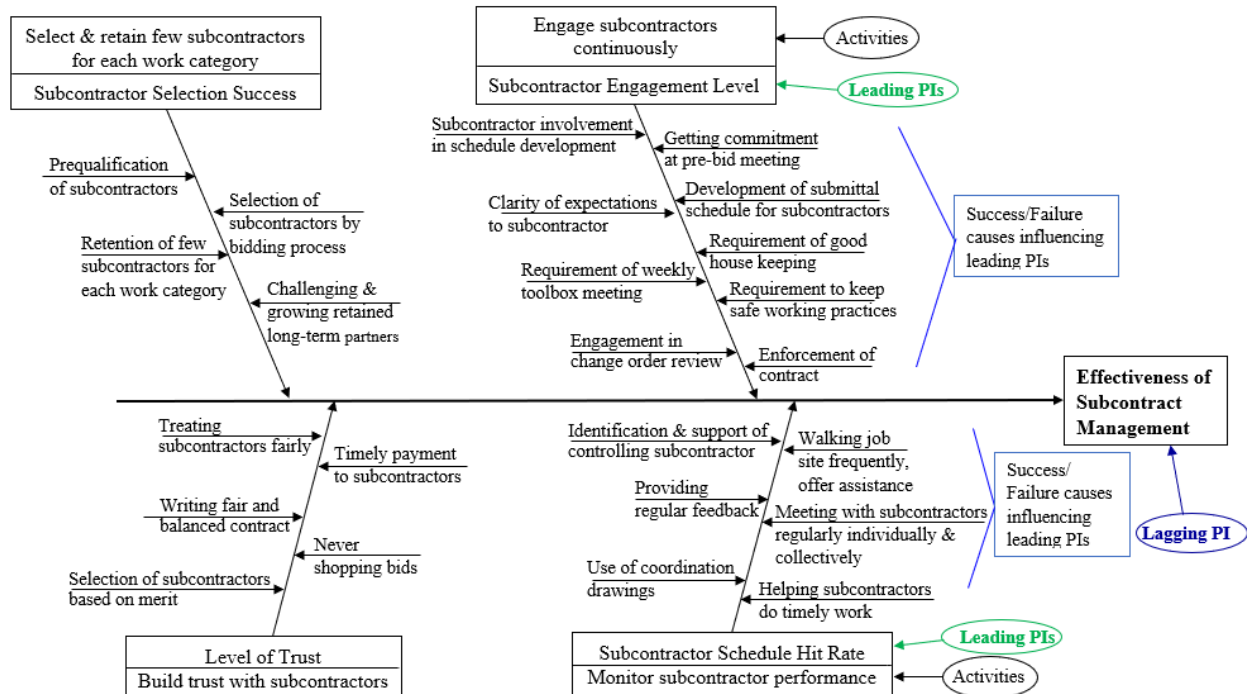 Select & retain few subcontractors
for each work category
Subcontractor Selection Success
Engage subcontractors
continuously
Subcontractor Engagement Level
Activities
Leading PIs
Prequalification
of subcontractors
Selection of
subcontractors by
bidding process
Retention of few
subcontractors for
each work category
Challenging &
growing retained
long-term partners
Subcontractor involvement
in schedule development
Getting commitment
at pre-bid meeting
Development of submittal
schedule for subcontractors
Clarity of expectations
to subcontractor
Requirement of good
house keeping
Requirement of weekly
toolbox meeting
Requirement to keep
safe working practices
Engagement in
change order review
Enforcement of
contract
Success/Failure
causes influencing
leading PIs
Effectiveness of
Subcontract
Management
Treating
subcontractors fairly
Timely payment
to subcontractors
Writing fair and
balanced contract
Never
shopping bids
Selection of subcontractors
based on merit
Identification & support of
controlling subcontractor
Walking job
site frequently,
offer assistance
Providing
regular feedback
Meeting with subcontractors
regularly individually &
collectively
Use of coordination
drawings
Helping subcontractors
do timely work
Success/
Failure causes
influencing
leading PIs
Lagging PI
Level of Trust
Build trust with subcontractors
Subcontractor Schedule Hit Rate
Monitor subcontractor performance
Leading PIs
Activities